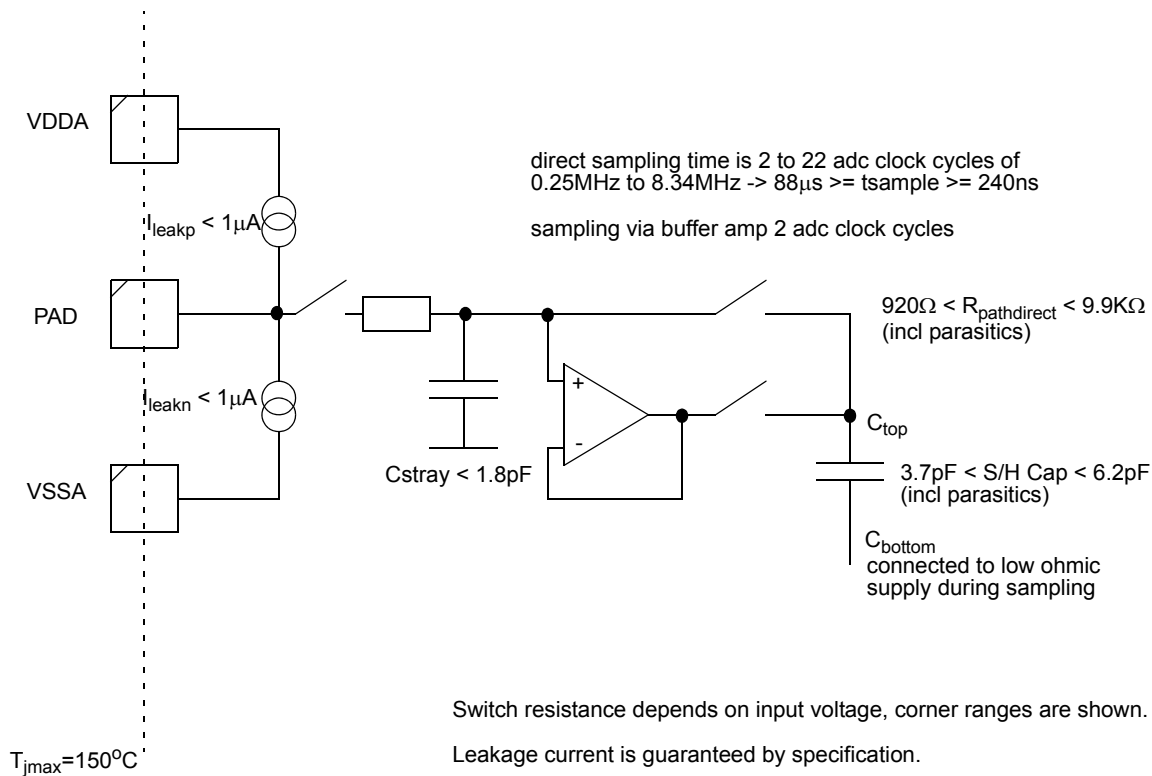 VDDA
direct sampling time is 2 to 22 adc clock cycles of
0.25MHz to 8.34MHz -> 88μs >= tsample >= 240ns
Ileakp < 1μA
sampling via buffer amp 2 adc clock cycles
PAD
920Ω < Rpathdirect < 9.9KΩ
(incl parasitics)
+
Ileakn < 1μA
Ctop
-
Cstray < 1.8pF
3.7pF < S/H Cap < 6.2pF
(incl parasitics)
VSSA
Cbottom
connected to low ohmic
supply during sampling
Switch resistance depends on input voltage, corner ranges are shown.
Leakage current is guaranteed by specification.
Tjmax=150oC